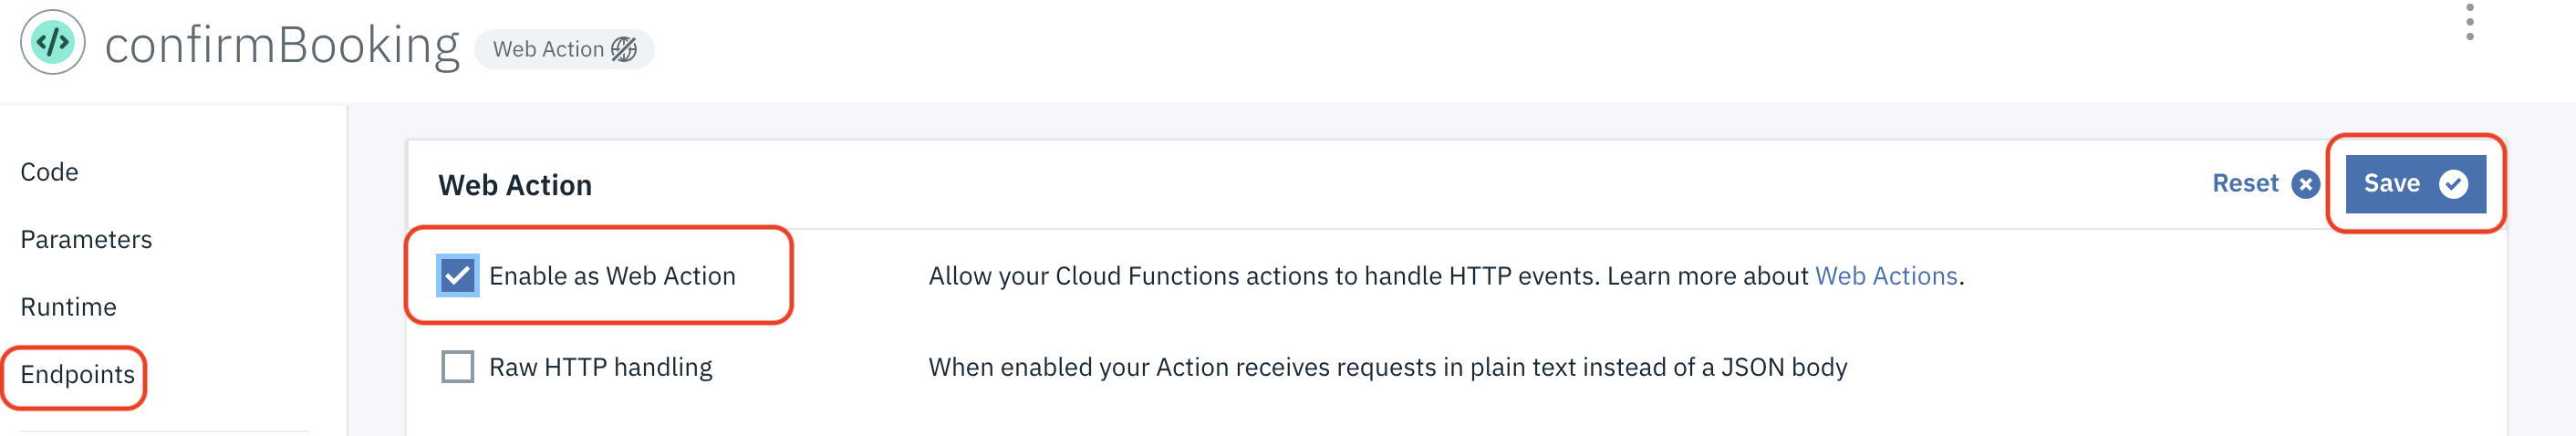 </>
confirmBooking
Web Action
Code
Parameters
Runtime
Endpoints
Web Action
Reset
Save
Enable as Web Action
Allow your Cloud Functions actions to handle HTTP events. Learn more about Web Actions.
Raw HTTP handling
When enabled your Action receives requests in plain text instead of a JSON body